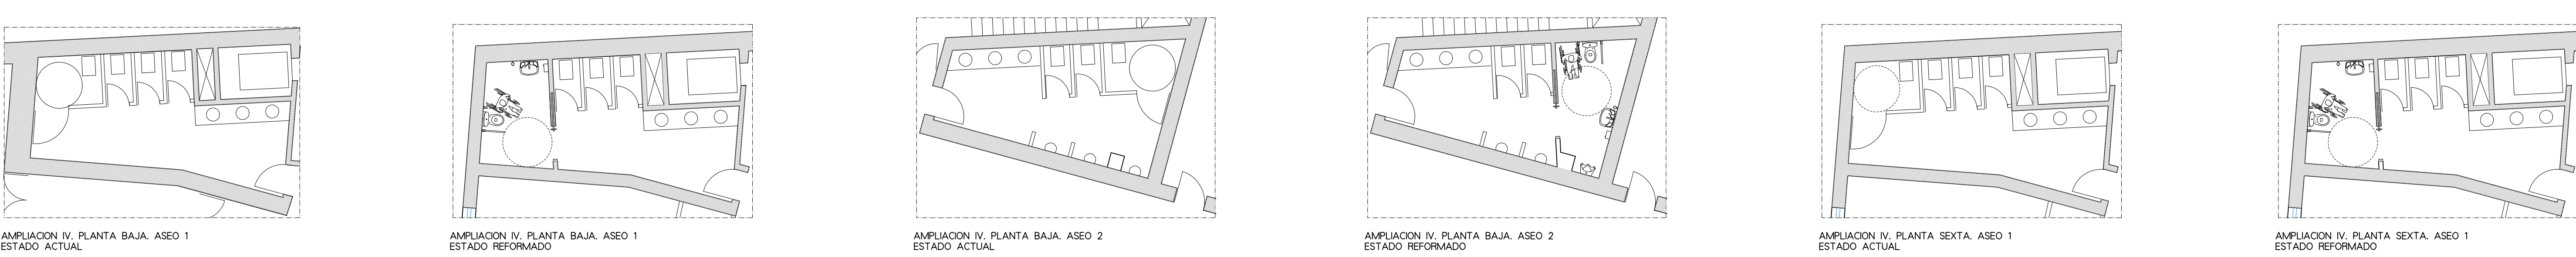 AMPLIACION IV. PLANTA BAJA. ASEO 1
ESTADO ACTUAL
AMPLIACION IV. PLANTA BAJA. ASEO 1
ESTADO REFORMADO
AMPLIACION IV. PLANTA BAJA. ASEO 2
ESTADO ACTUAL
AMPLIACION IV. PLANTA BAJA. ASEO 2
ESTADO REFORMADO
AMPLIACION IV. PLANTA SEXTA. ASEO 1
ESTADO ACTUAL
AMPLIACION IV. PLANTA SEXTA. ASEO 1
ESTADO REFORMADO